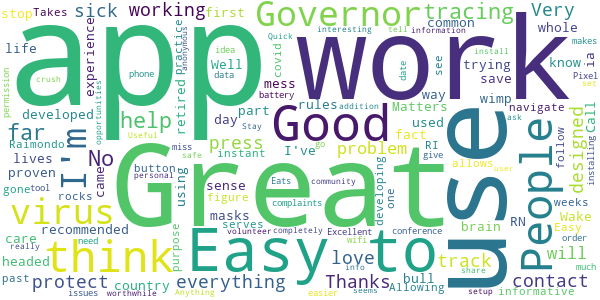 stop
Takes
sick
working
Governor
tracing
Very
life
experience
app
work
first
common
whole
covid
trying
ia
idea
mess
see
know
Quick
interesting
tell
information
install
makes
permission
crush
anonymous
opportunities
phone
Well
data
retired
Practice
day
battery
date
save
way
Pixel
set
developed
help
Good
rules
addition
Matters
wimp
navigate
far
I'm
part
Stay
used
RI
Call
Raimondo
No
press
fact
give
ask
lives
miss
instant
I've
problem
use
People
designed
installing
proven
came
button
safe
go
allows
developing
follow
virus
using
sense
Great
Eats
community
one
weeks
gone
tool
rocks
personal
figure
complaints
RN
Wake
user
recommended
masks
brain
Easy
care
think
purpose
volunteer
completely
Excellent
wifi
order
really
need
serves
conference
headed
Easy to
love
info
track
will
contact
past
protect
everything
Thanks
bull
share
much
country
Allowing
seems
informative
issues
worthwhile
Anything
Useful
easier
setup